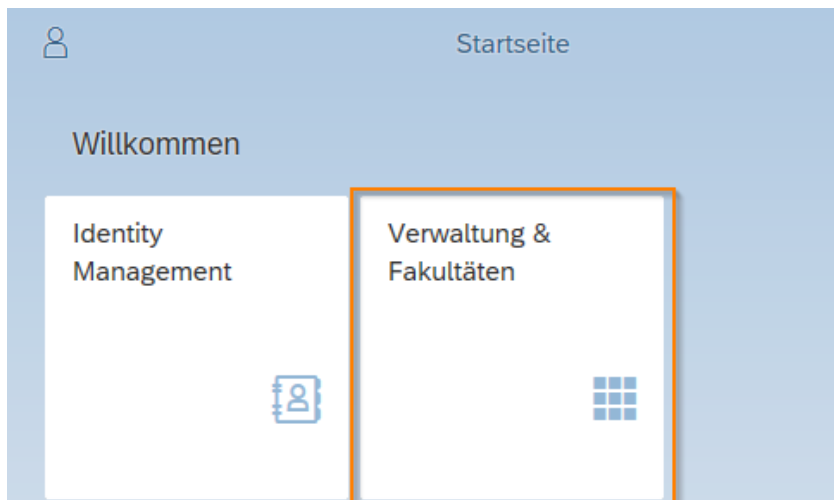 Startseite
Willkommen
Identity
Management
Verwaltung &
Fakultäten